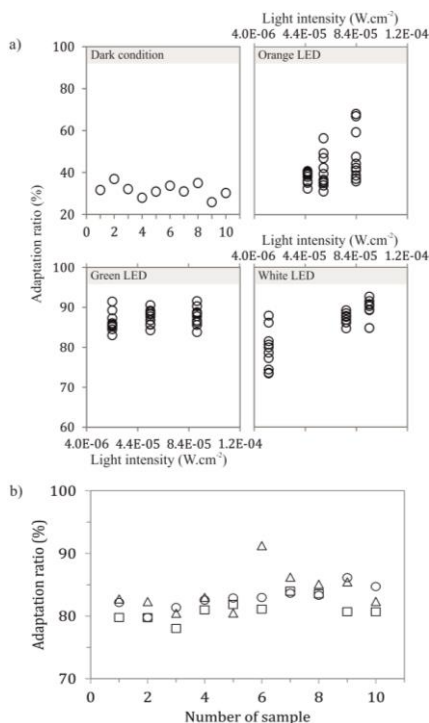 Light intensity (W.cm⁻²)
a)
4.0E-06 4.4E-05 8.4E-05 1.2E-04
100
Dark condition
Orange LED
80
60
40
20
0 2 4 6 8 10
Adaptation ratio (%)
Light intensity (W.cm⁻²)
4.0E-06 4.4E-05 8.4E-05 1.2E-04
100
Green LED
White LED
90
80
70
60
4.0E-06 4.4E-05 8.4E-05 1.2E-04
Light intensity (W.cm⁻²)
b)
100
90
80
70
Adaptation ratio (%)
0 2 4 6 8 10
Number of sample